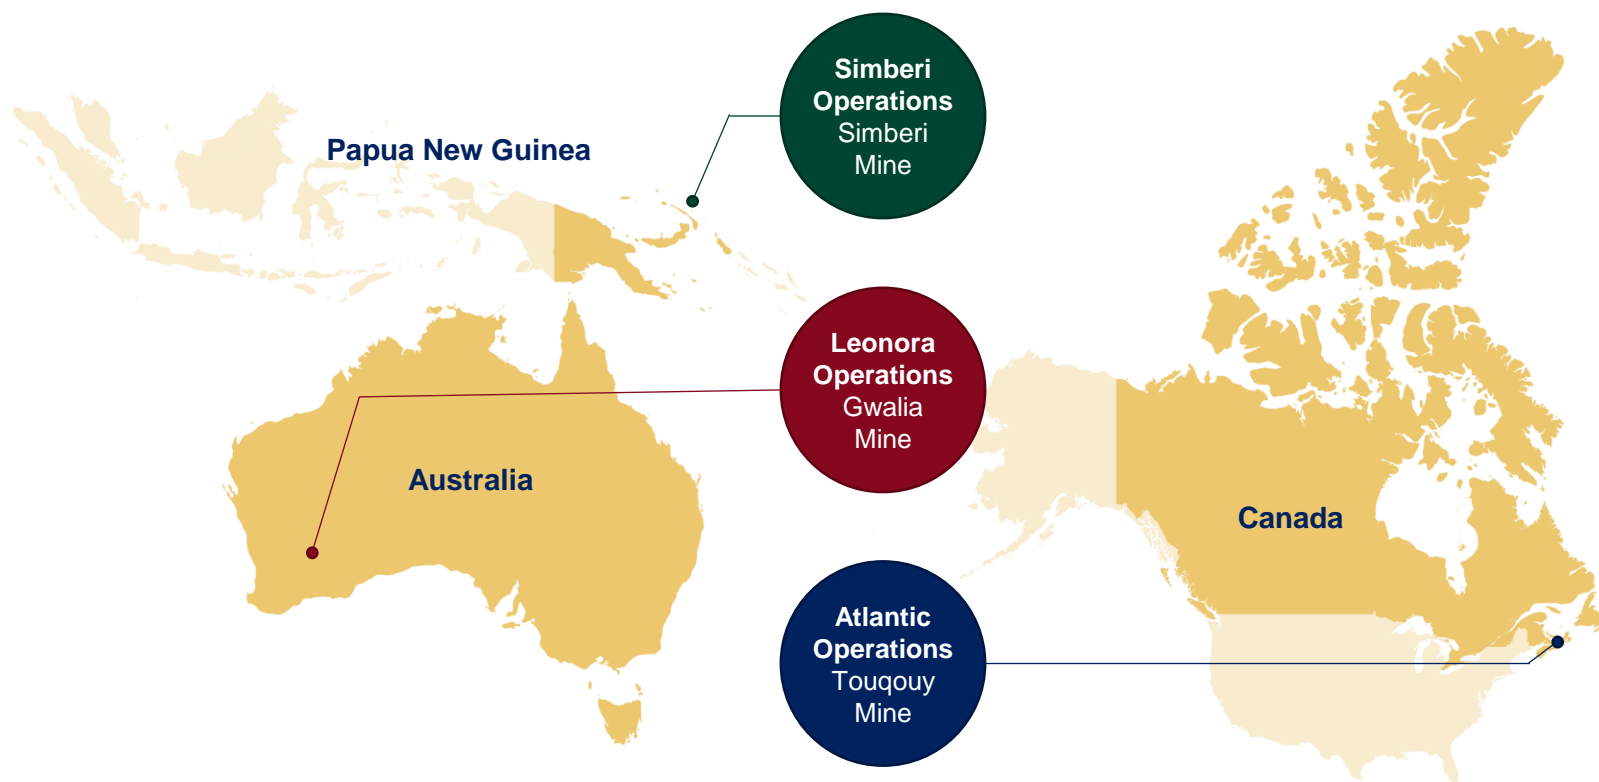 Simberi
Operations
Simberi
Mine
Papua New Guinea
Leonora
Operations
Gwalia
Mine
Australia
Canada
Atlantic
Operations
Touqouy
Mine